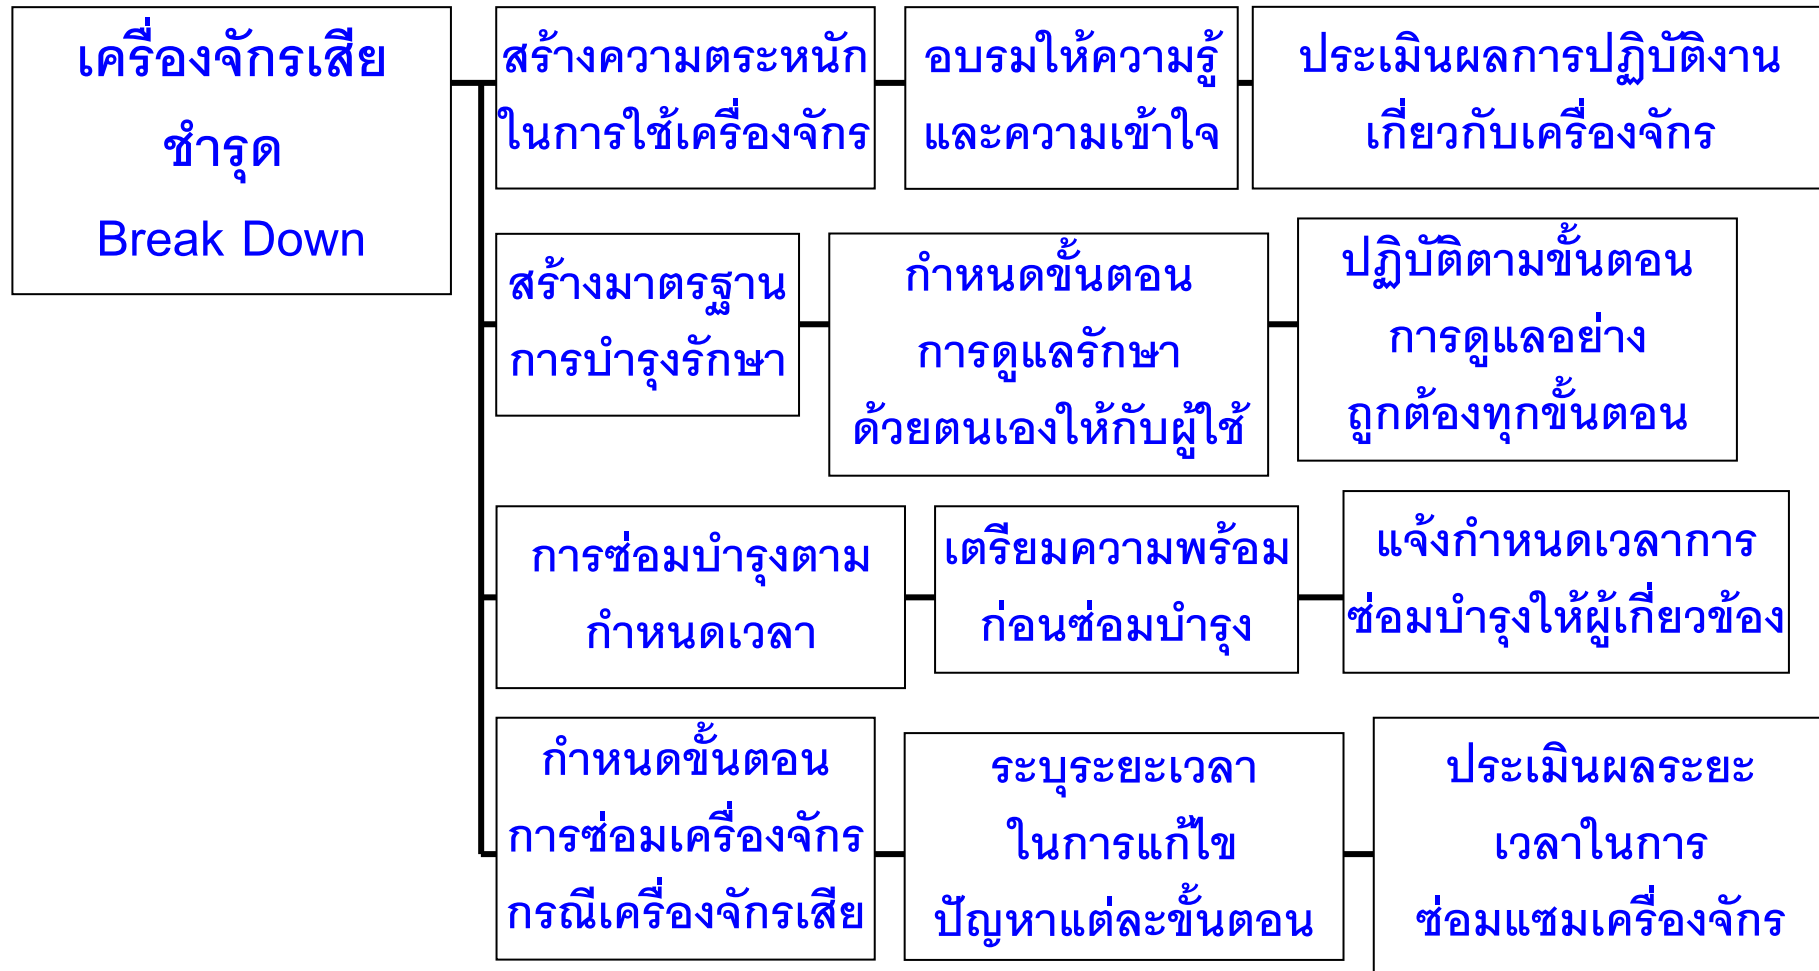 เครื่องจักรเสีย
ชำรุด
Break Down
สร้างความตระหนัก
ในการใช้เครื่องจักร
อบรมให้ความรู้
และความเข้าใจ
ประเมินผลการปฏิบัติงาน
เกี่ยวกับเครื่องจักร
สร้างมาตรฐาน
การบำรุงรักษา
กำหนดขั้นตอน
การดูแลรักษา
ด้วยตนเองให้กับผู้ใช้
ปฏิบัติตามขั้นตอน
การดูแลอย่าง
ถูกต้องทุกขั้นตอน
การซ่อมบำรุงตาม
กำหนดเวลา
เตรียมความพร้อม
ก่อนซ่อมบำรุง
แจ้งกำหนดเวลาการ
ซ่อมบำรุงให้ผู้เกี่ยวข้อง
กำหนดขั้นตอน
การซ่อมเครื่องจักร
กรณีเครื่องจักรเสีย
ระบุระยะเวลา
ในการแก้ไข
ปัญหาแต่ละขั้นตอน
ประเมินผลระยะ
เวลาในการ
ซ่อมแซมเครื่องจักร